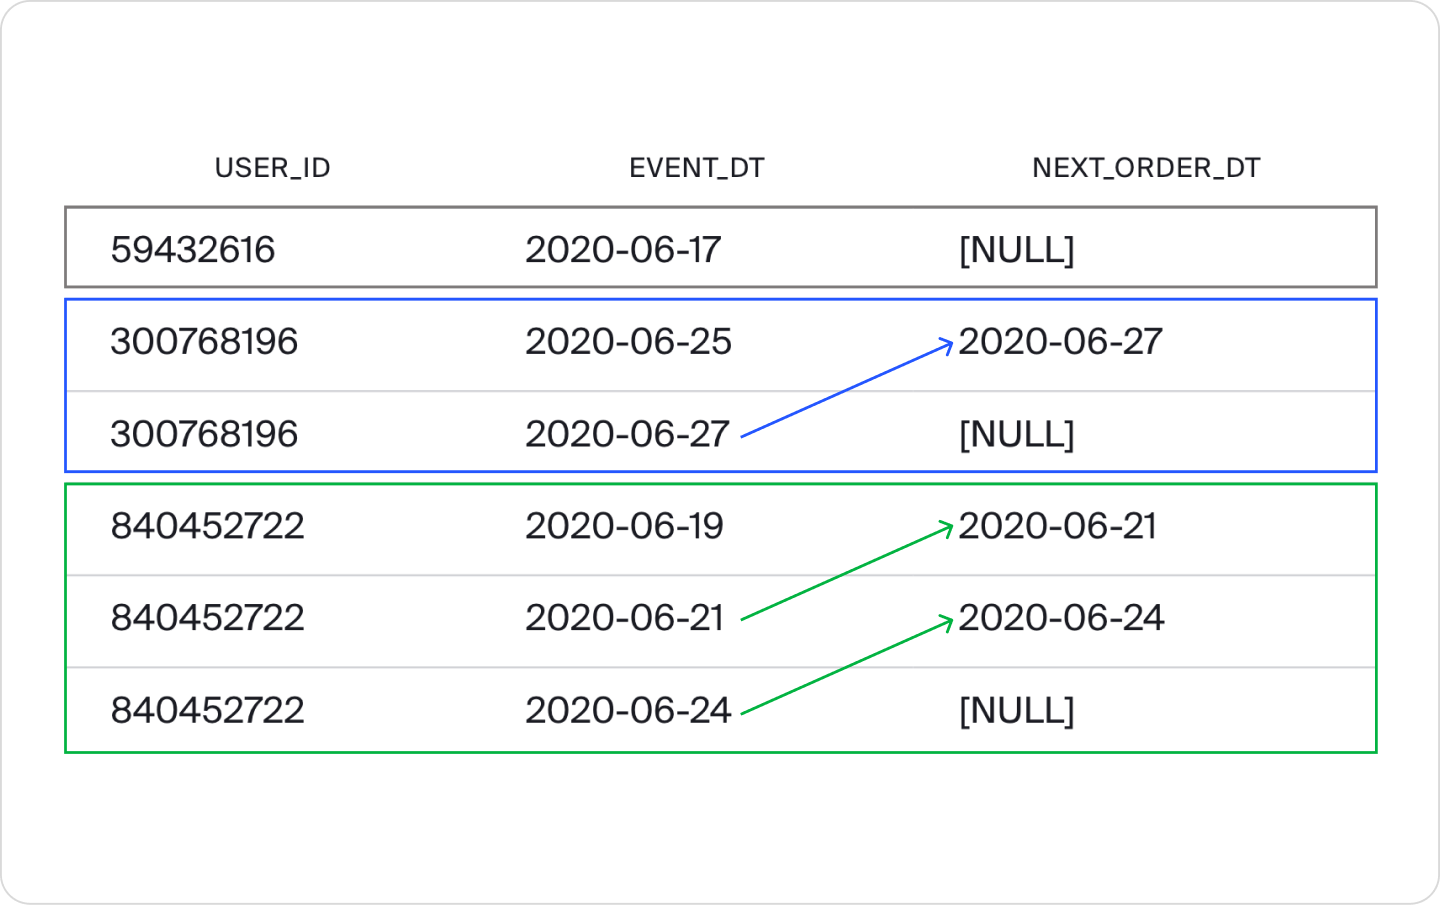 USER_ID EVENT_DT NEXT_ORDER_DT
59432616 2020-06-17 [NULL]
300768196 2020-06-25 2020-06-27
300768196 2020-06-27 [NULL]
840452722 2020-06-19 2020-06-21
840452722 2020-06-21 2020-06-24
840452722 2020-06-24 [NULL]